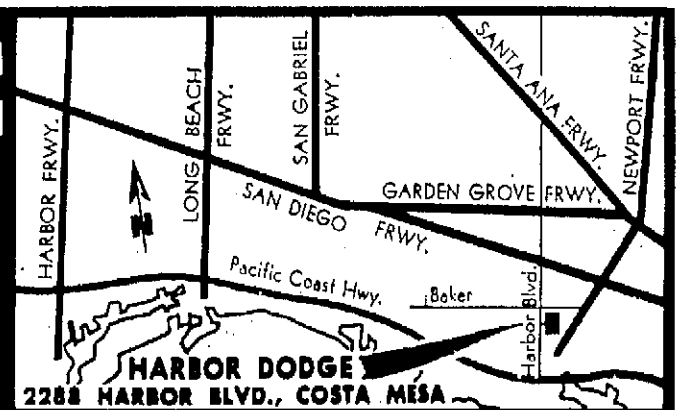 HARBOR FRWY.
LONG BEACH
FRWY.
SAN GABRIEL
FRWY.
SANTA ANA FRWY.
NEWPORT FRWY.
GARDEN GROVE FRWY.
SAN DIEGO FRWY.
N
Pacific Coast Hwy.
Baker
Harbor Blvd.
HARBOR DODGE
2288 HARBOR BLVD., COSTA MESA